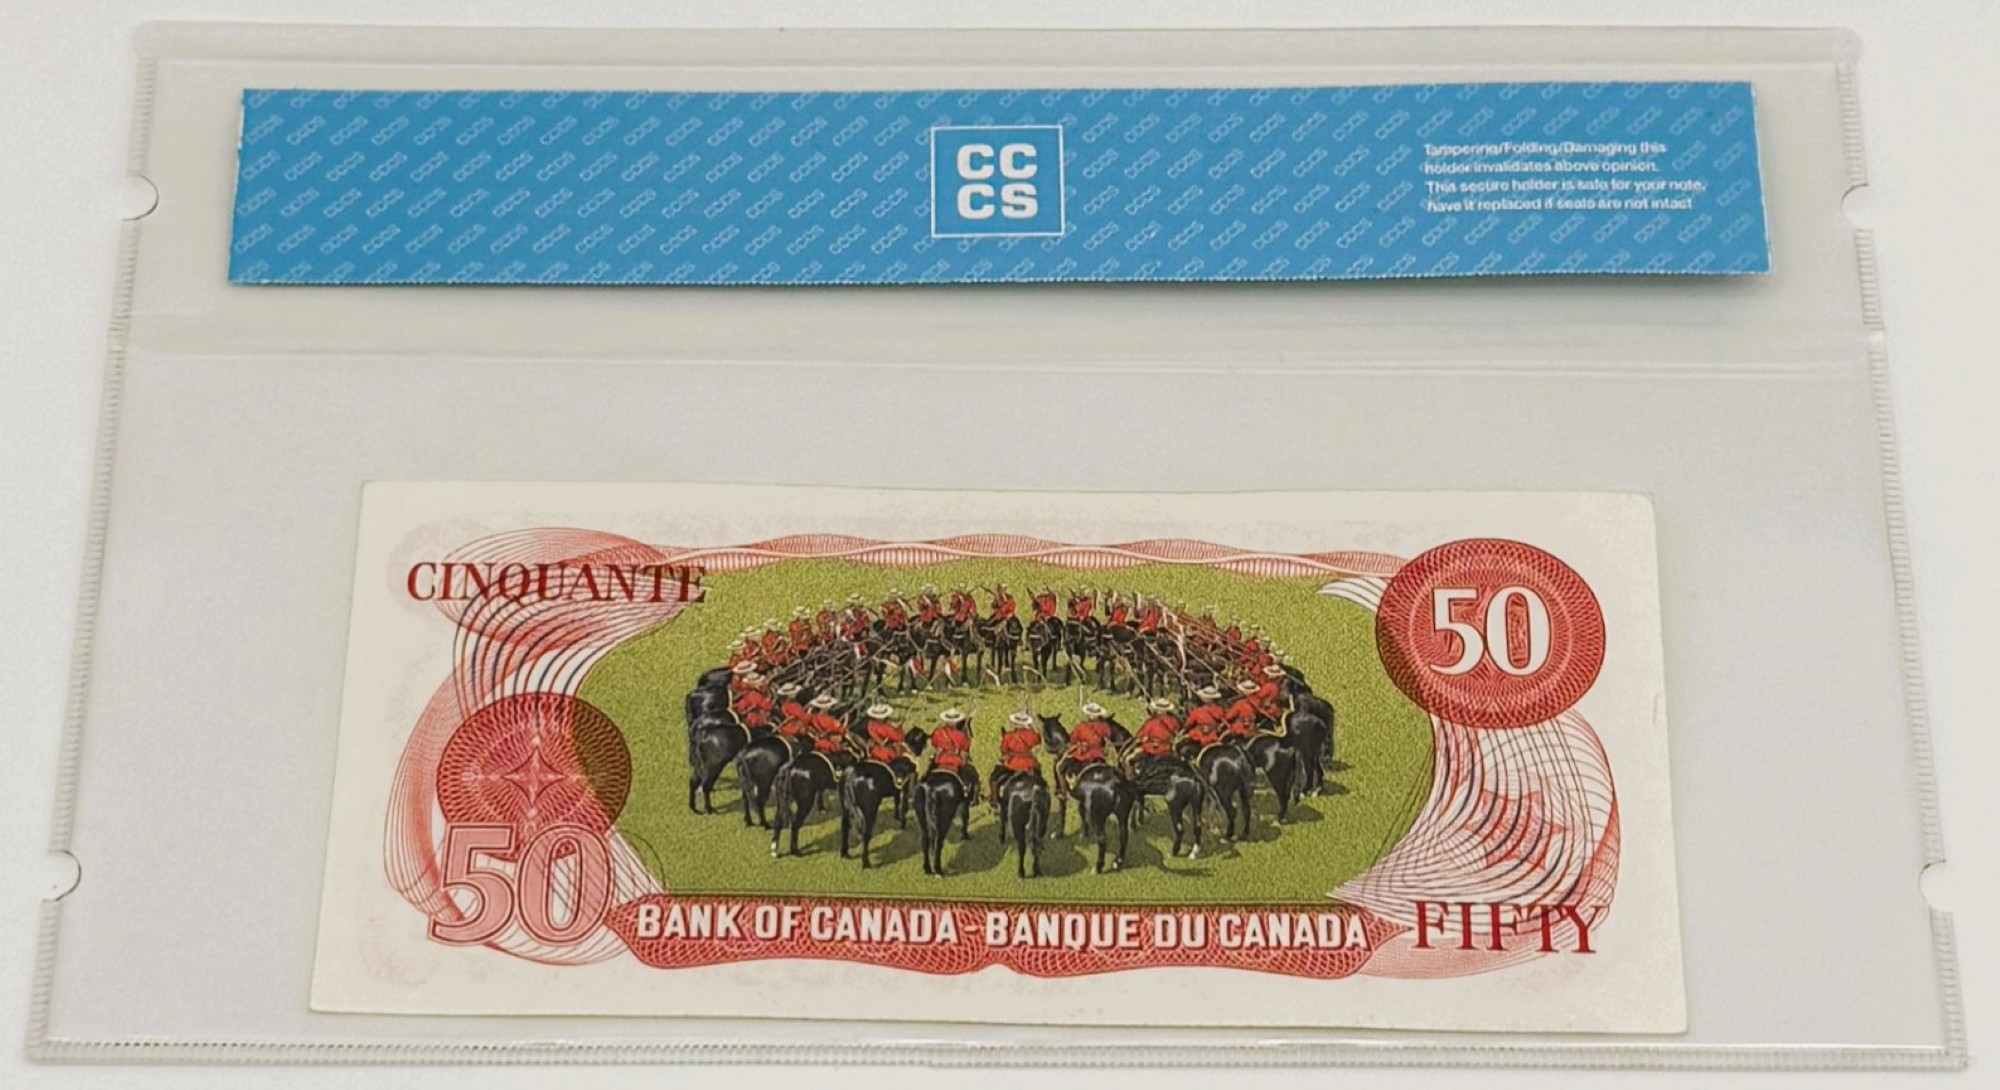 CC
CS
Tampering/Folding/Damaging this
holder invalidates above opinion.
This secure holder is safe for your note,
have it replaced if seals are not intact
CINQUANTE
50
50
BANK OF CANADA - BANQUE DU CANADA
FIFTY